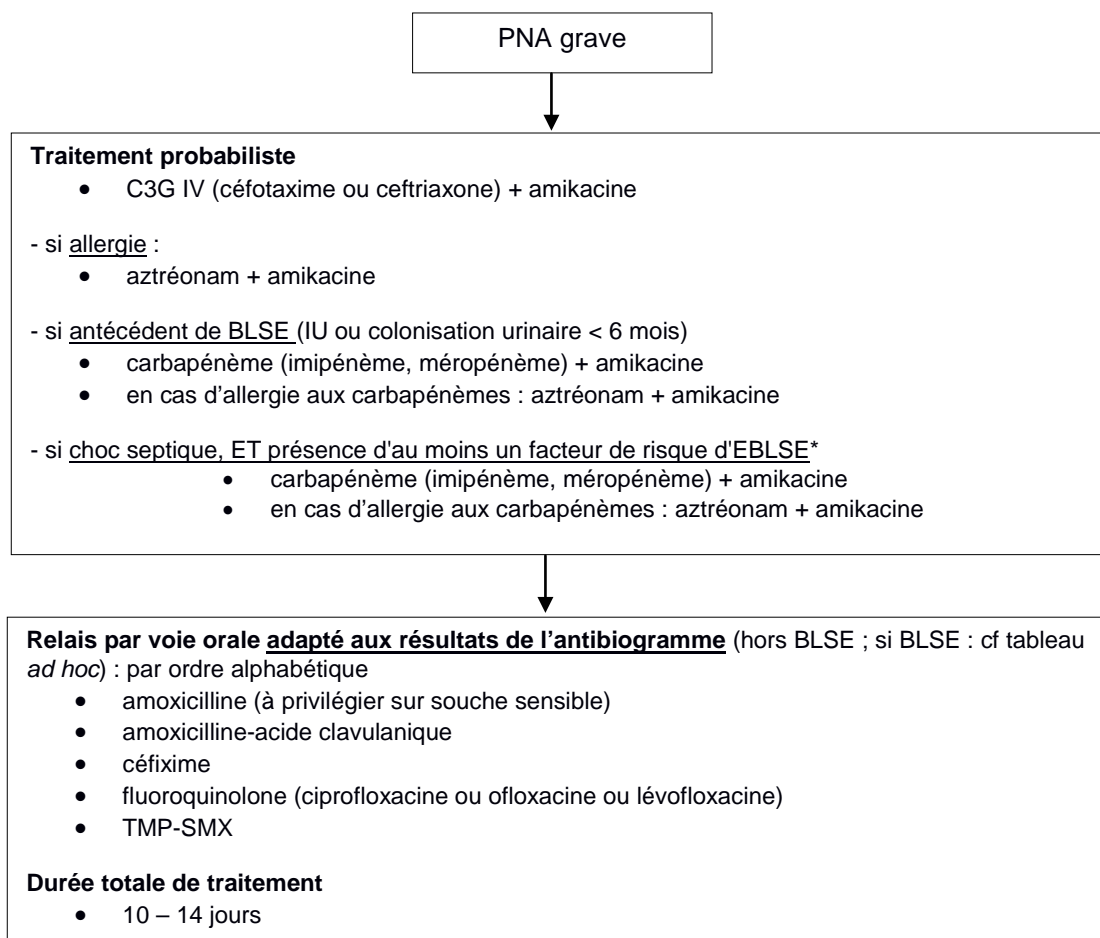 PNA grave
Traitement probabiliste
• C3G IV (céfotaxime ou ceftriaxone) + amikacine
- si allergie :
• aztréonam + amikacine
- si antécédent de BLSE (IU ou colonisation urinaire < 6 mois)
• carbapénème (imipénème, méropénème) + amikacine
• en cas d'allergie aux carbapénèmes : aztréonam + amikacine
- si choc septique, ET présence d'au moins un facteur de risque d'EBLSE*
• carbapénème (imipénème, méropénème) + amikacine
• en cas d'allergie aux carbapénèmes : aztréonam + amikacine
Relais par voie orale adapté aux résultats de l'antibiogramme (hors BLSE ; si BLSE : cf tableau
ad hoc) : par ordre alphabétique
• amoxicilline (à privilégier sur souche sensible)
• amoxicilline-acide clavulanique
• céfixime
• fluoroquinolone (ciprofloxacine ou ofloxacine ou lévofloxacine)
• TMP-SMX
Durée totale de traitement
• 10 – 14 jours